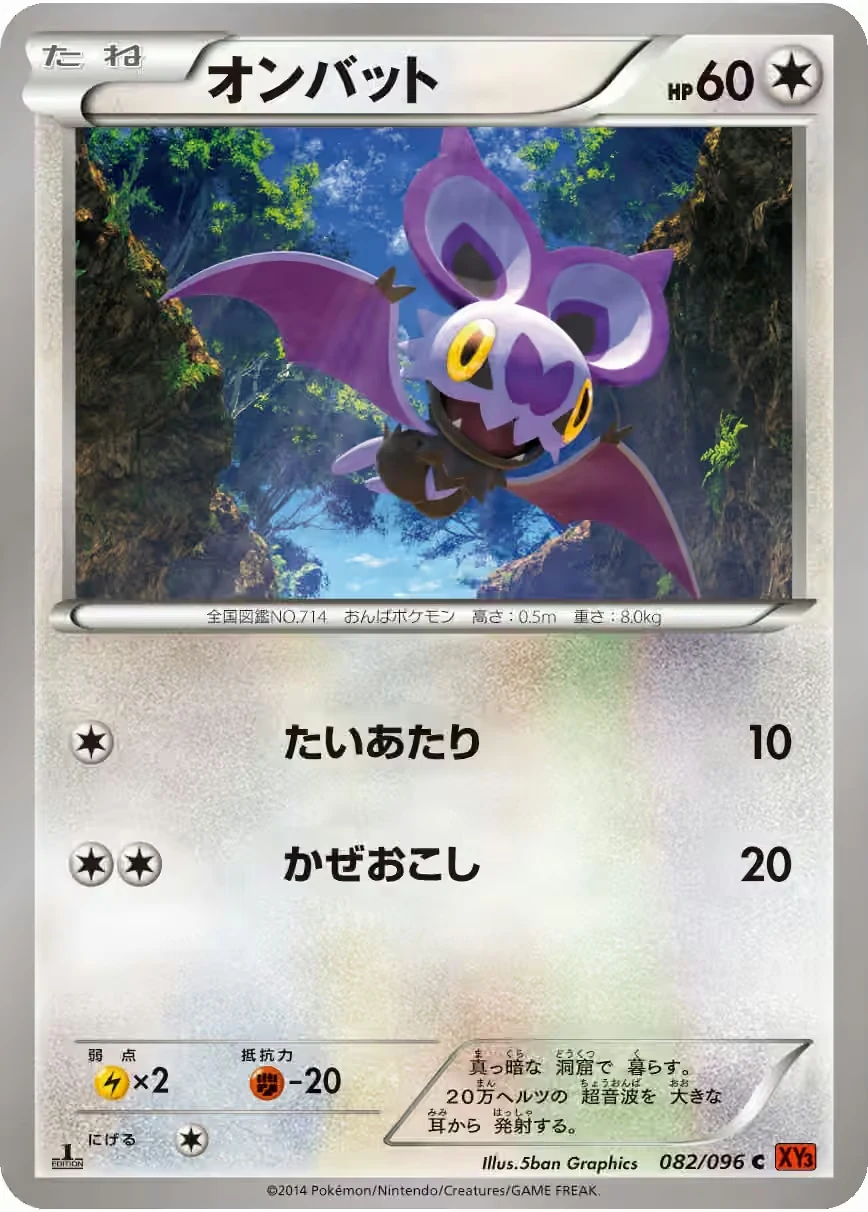 たね
オンバット
HP60
全国図鑑NO.714 おんぱポケモン 高さ:0.5m 重さ:8.0kg
たいあたり 10
かぜおこし 20
弱点 抵抗力
×2 -20
にげる
真っ暗な 洞窟で 暮らす。
20万ヘルツの 超音波を 大きな
耳から 発射する。
1 EDITION
Illus.5ban Graphics 082/096 C XY3
©2014 Pokémon/Nintendo/Creatures/GAME FREAK.